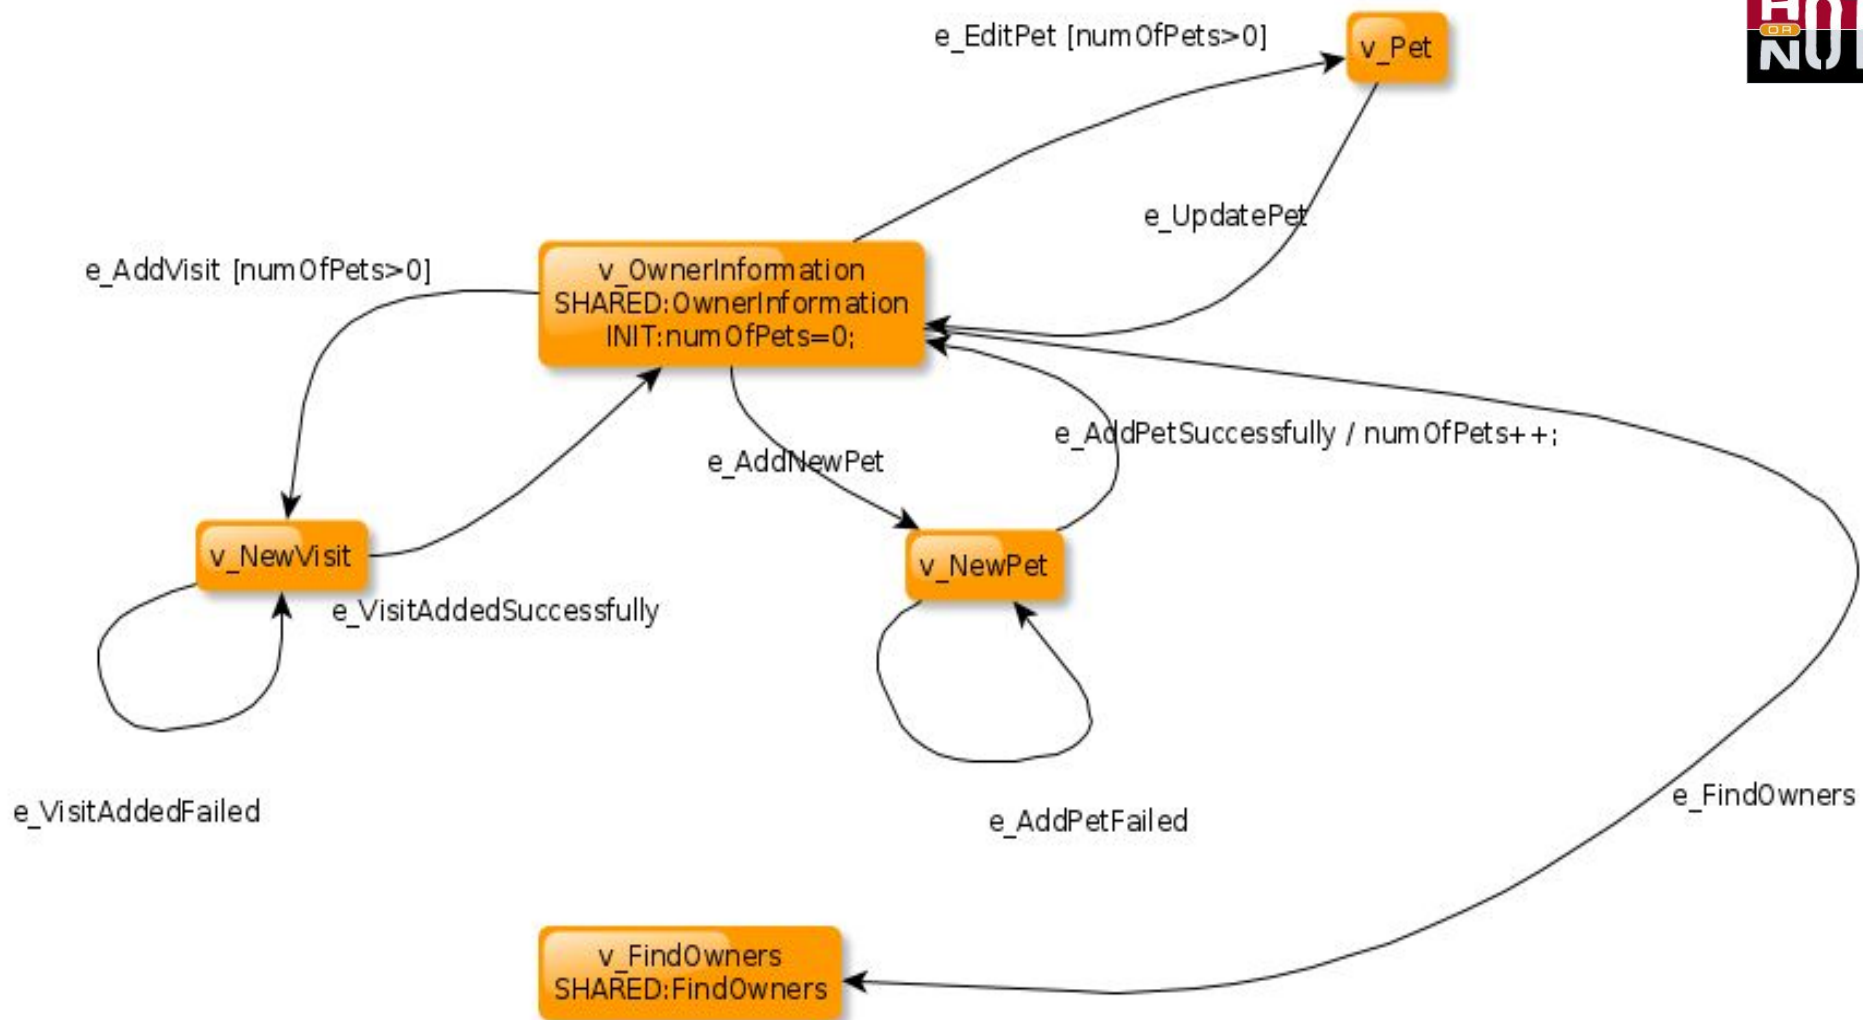 e_EditPet [numOfPets>0]
v_Pet
OR
e_UpdatePet
e_AddVisit [numOfPets>0]
v_OwnerInformation
SHARED:OwnerInformation
INIT:numOfPets=0;
e_AddPetSuccessfully / numOfPets++;
e_AddNewPet
v_NewVisit
v_NewPet
e_VisitAddedSuccessfully
e_VisitAddedFailed
e_AddPetFailed
e_FindOwners
v_FindOwners
SHARED:FindOwners